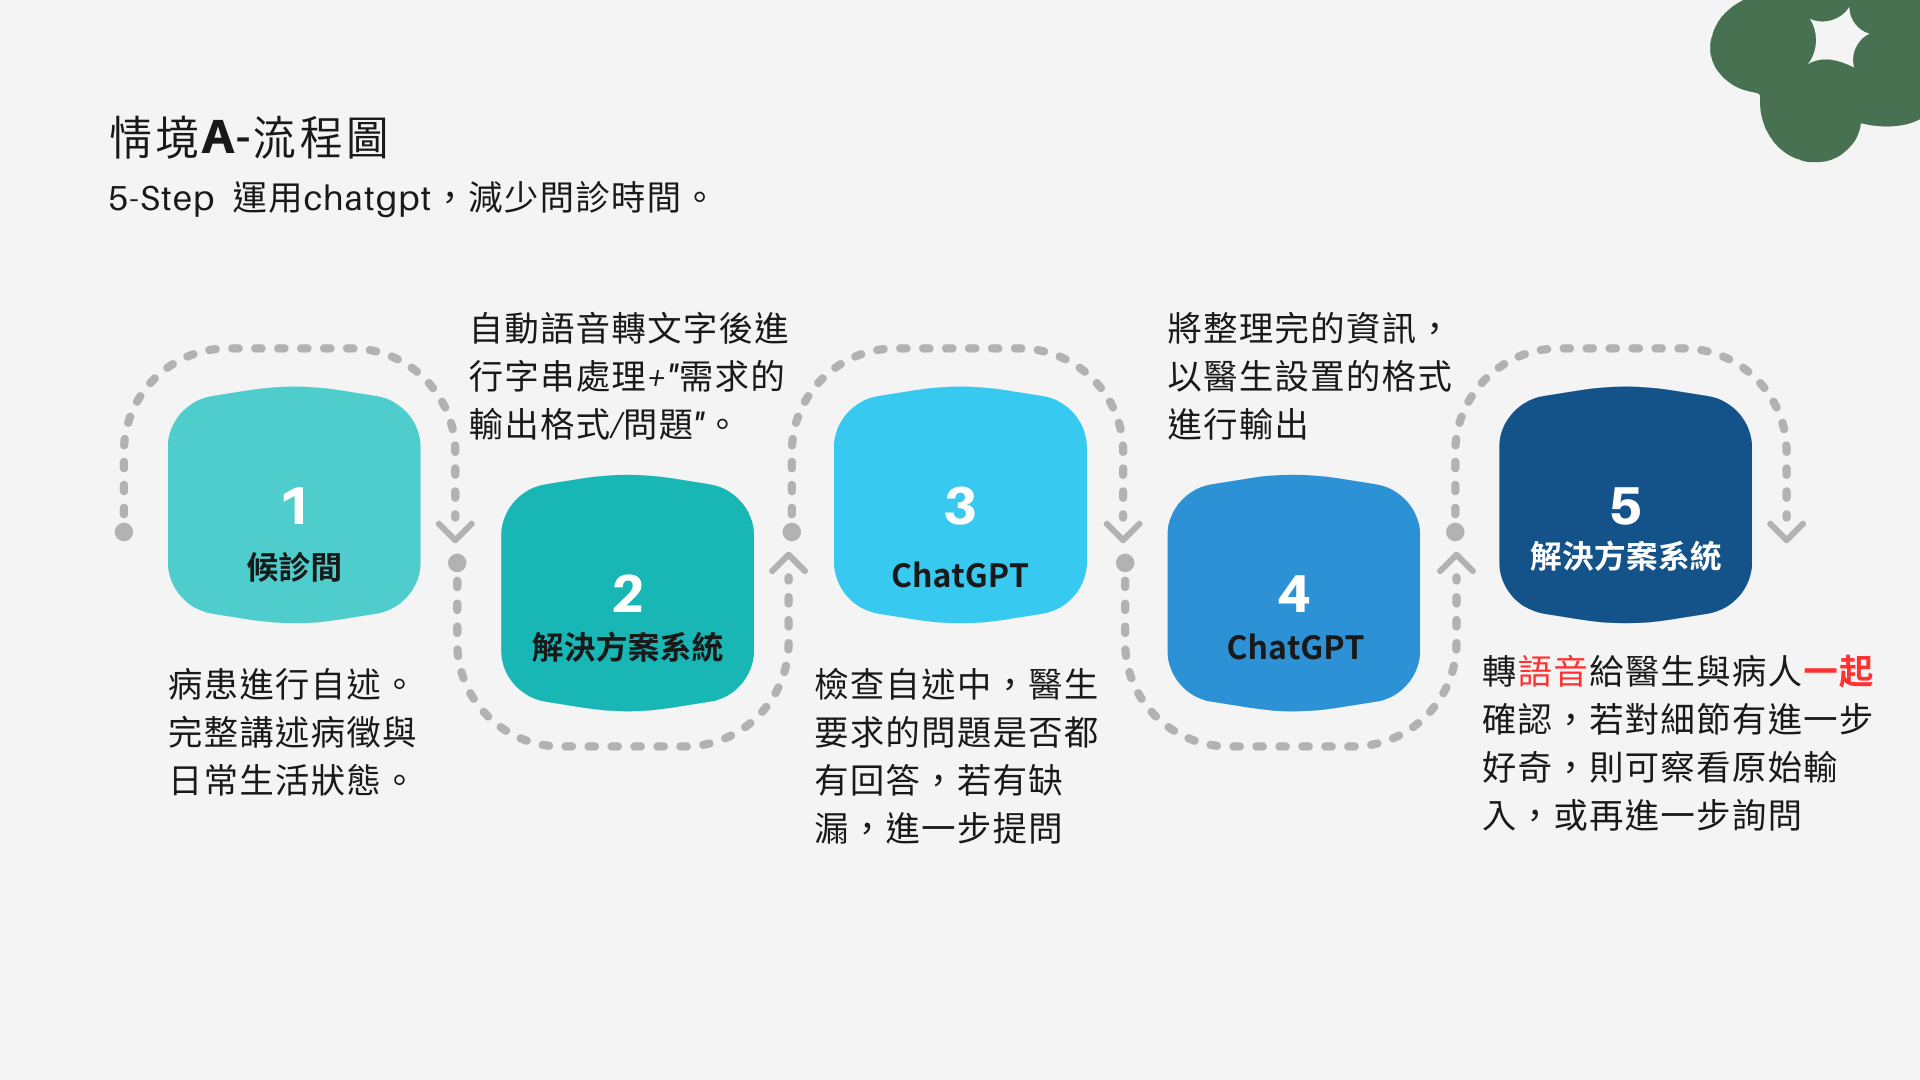 情境A-流程圖
5-Step 運用chatgpt，減少問診時間。
1
候診間
病患進行自述。
完整講述病徵與
日常生活狀態。
自動語音轉文字後進
行字串處理+"需求的
輸出格式/問題"。
2
解決方案系統
3
ChatGPT
檢查自述中，醫生
要求的問題是否都
有回答，若有缺
漏，進一步提問
將整理完的資訊，
以醫生設置的格式
進行輸出
4
ChatGPT
5
解決方案系統
轉語音給醫生與病人一起
確認，若對細節有進一步
好奇，則可察看原始輸
入，或再進一步詢問